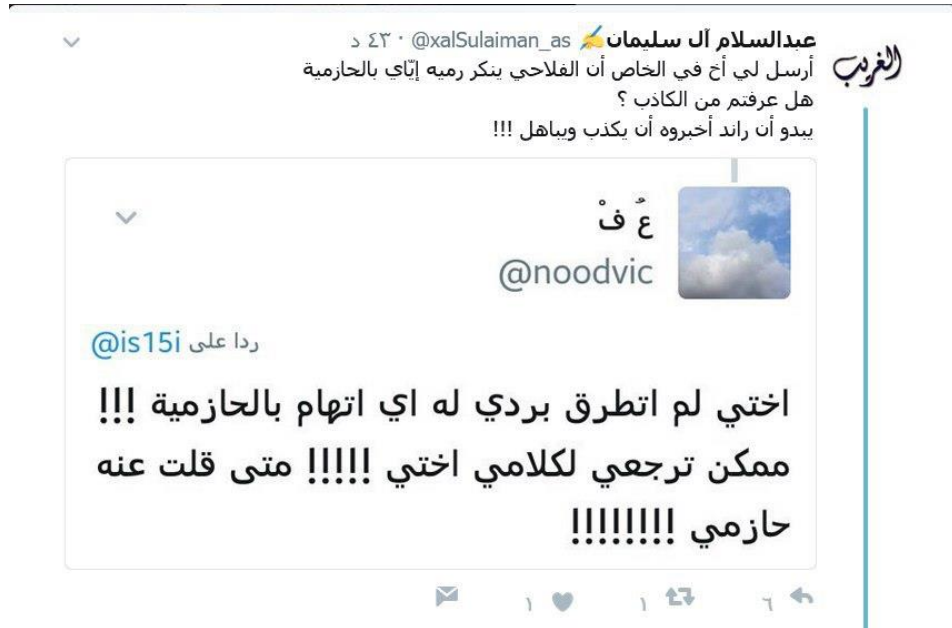 عبدالسلام آل سليمان✍️ @xalSulaiman_as · ٤٣ د
الغريب
أرسل لي أخ في الخاص أن الفلاحي ينكر رميه إيّاي بالحازمية
هل عرفتم من الكاذب ؟
يبدو أن راند أخبروه أن يكذب ويباهل !!!
عُ فْ
@noodvic
ردا على @is15i
اختي لم اتطرق بردي له اي اتهام بالحازمية !!!
ممكن ترجعي لكلامي اختي !!!!! متى قلت عنه
حازمي !!!!!!!!
٦ ١ ١